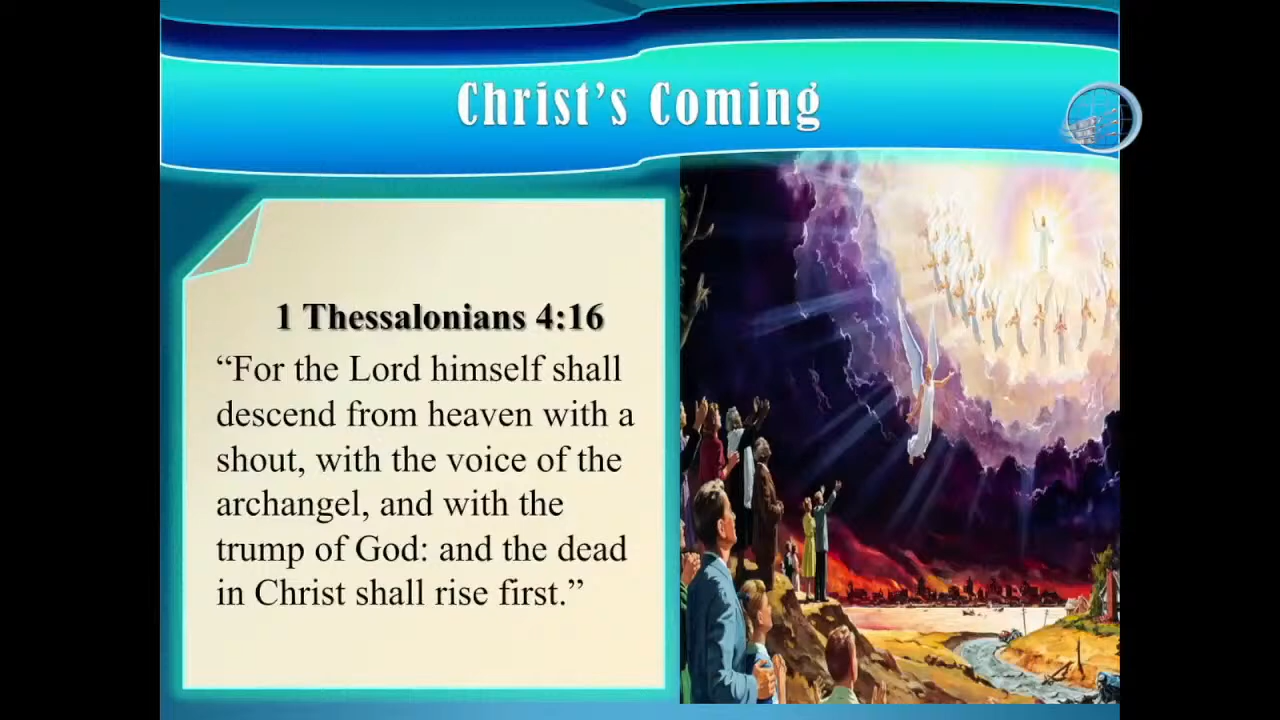 Christ's Coming
1 Thessalonians 4:16
“For the Lord himself shall
descend from heaven with a
shout, with the voice of the
archangel, and with the
trump of God: and the dead
in Christ shall rise first.”